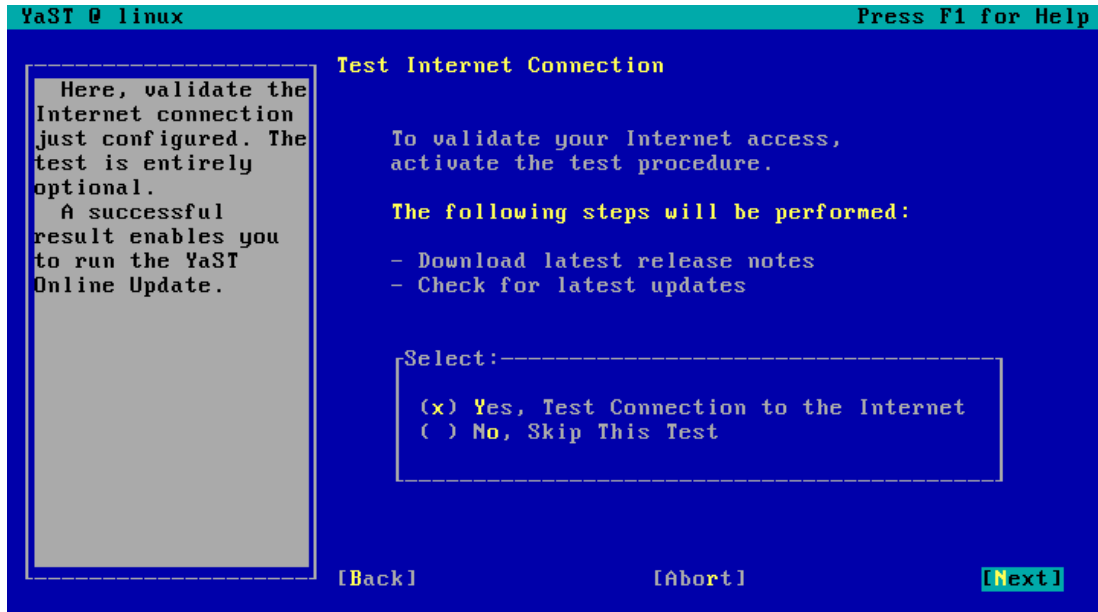 YaST @ linux Press F1 for Help
Test Internet Connection
Here, validate the
Internet connection
just configured. The
test is entirely
optional.
A successful
result enables you
to run the YaST
Online Update.
To validate your Internet access,
activate the test procedure.
The following steps will be performed:
- Download latest release notes
- Check for latest updates
Select:
(x) Yes, Test Connection to the Internet
( ) No, Skip This Test
[Back] [Abort] [Next]